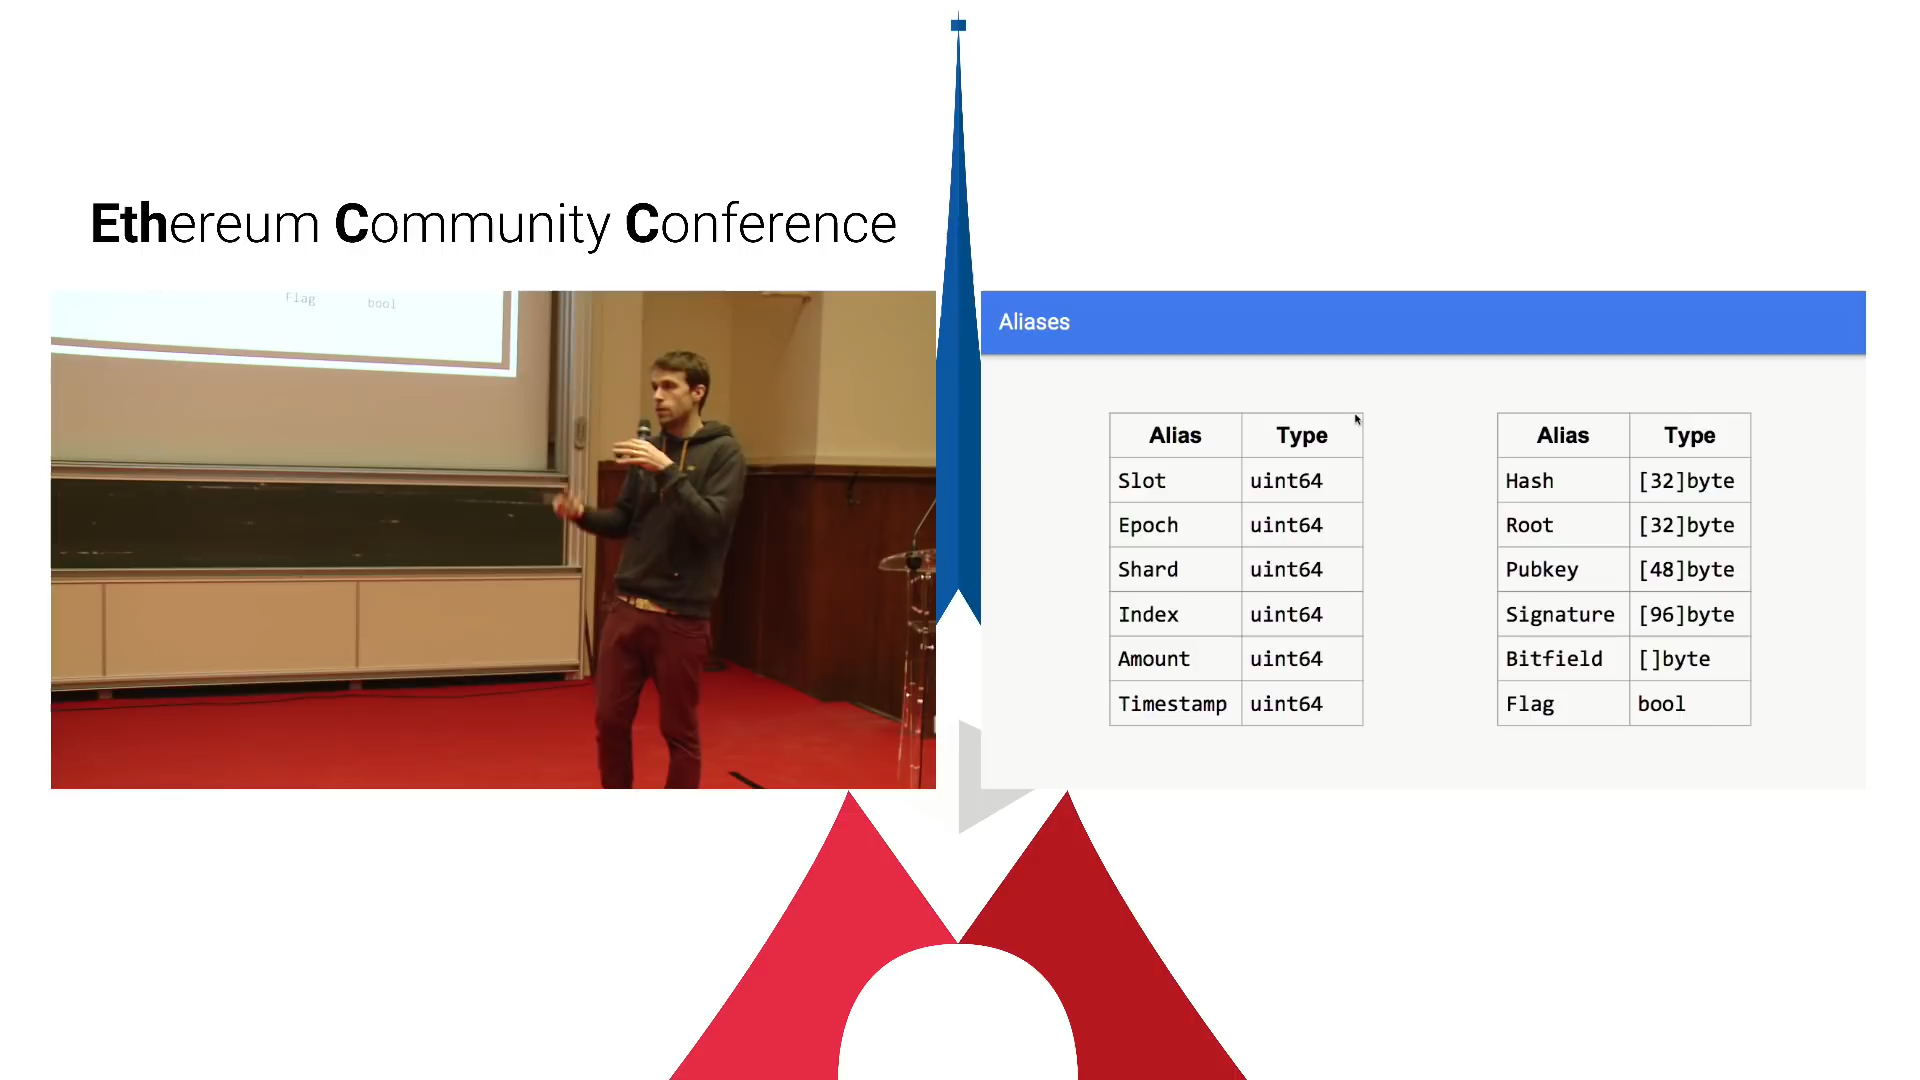 Ethereum Community Conference
Flag bool
Aliases
Alias Type
Slot uint64
Epoch uint64
Shard uint64
Index uint64
Amount uint64
Timestamp uint64
Alias Type
Hash [32]byte
Root [32]byte
Pubkey [48]byte
Signature [96]byte
Bitfield []byte
Flag bool